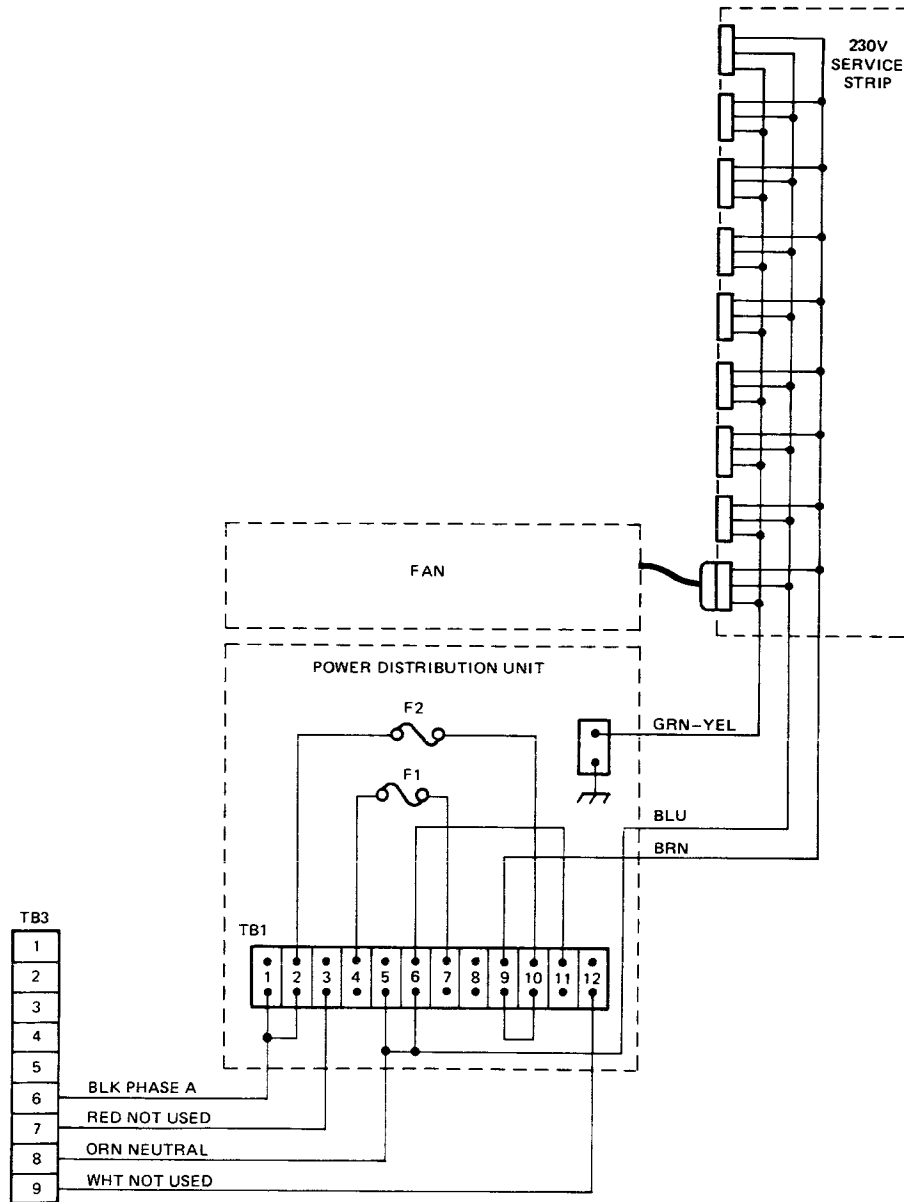 230V
SERVICE
STRIP
FAN
POWER DISTRIBUTION UNIT
F2
GRN–YEL
F1
BLU
BRN
TB3
TB1
1 2 3 4 5 6 7 8 9 10 11 12
1
2
3
4
5
6 BLK PHASE A
7 RED NOT USED
8 ORN NEUTRAL
9 WHT NOT USED